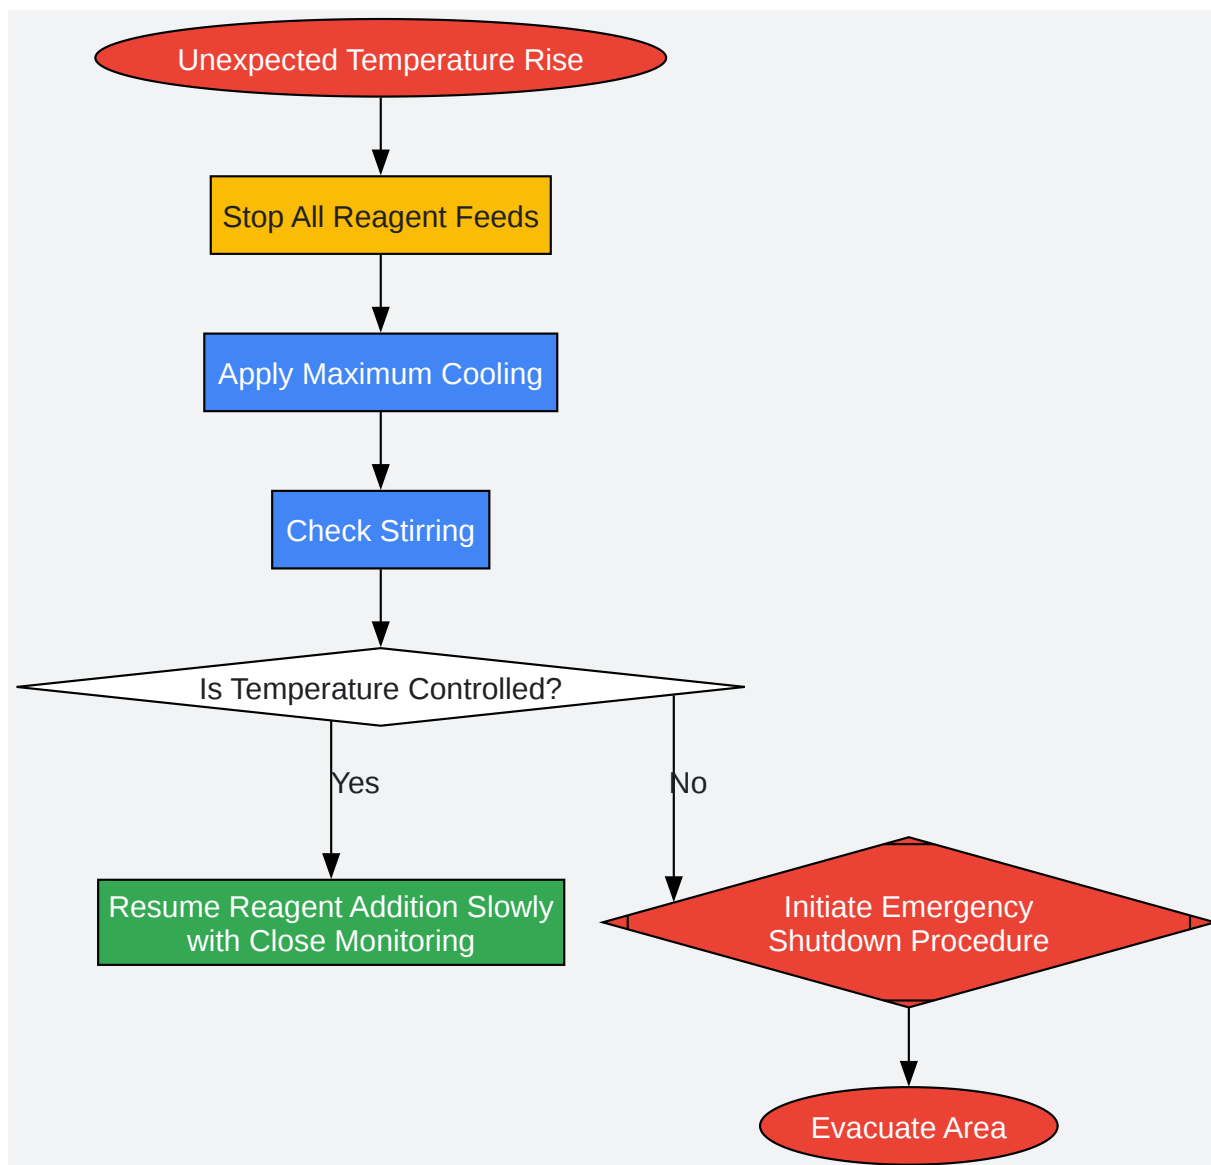 Unexpected Temperature Rise
Stop All Reagent Feeds
Apply Maximum Cooling
Check Stirring
Is Temperature Controlled?
Yes
No
Resume Reagent Addition Slowly
with Close Monitoring
Initiate Emergency
Shutdown Procedure
Evacuate Area